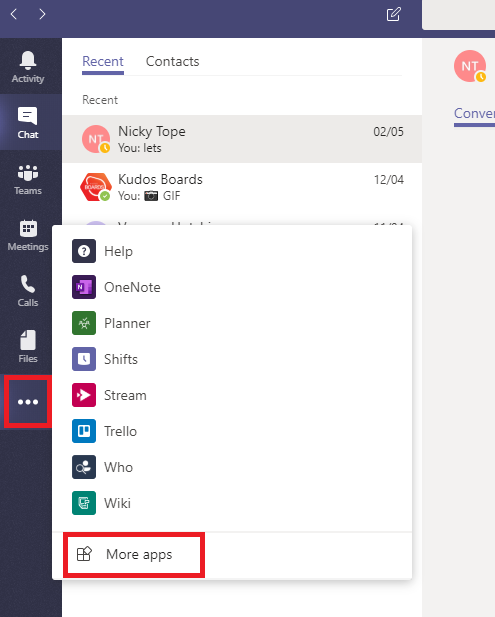 Activity
Chat
Teams
Meetings
Calls
Files
Recent Contacts
Recent
NT Nicky Tope 02/05
You: lets
BOARDS Kudos Boards 12/04
You: GIF
Help
OneNote
Planner
Shifts
Stream
Trello
Who
Wiki
More apps
NT
Conver